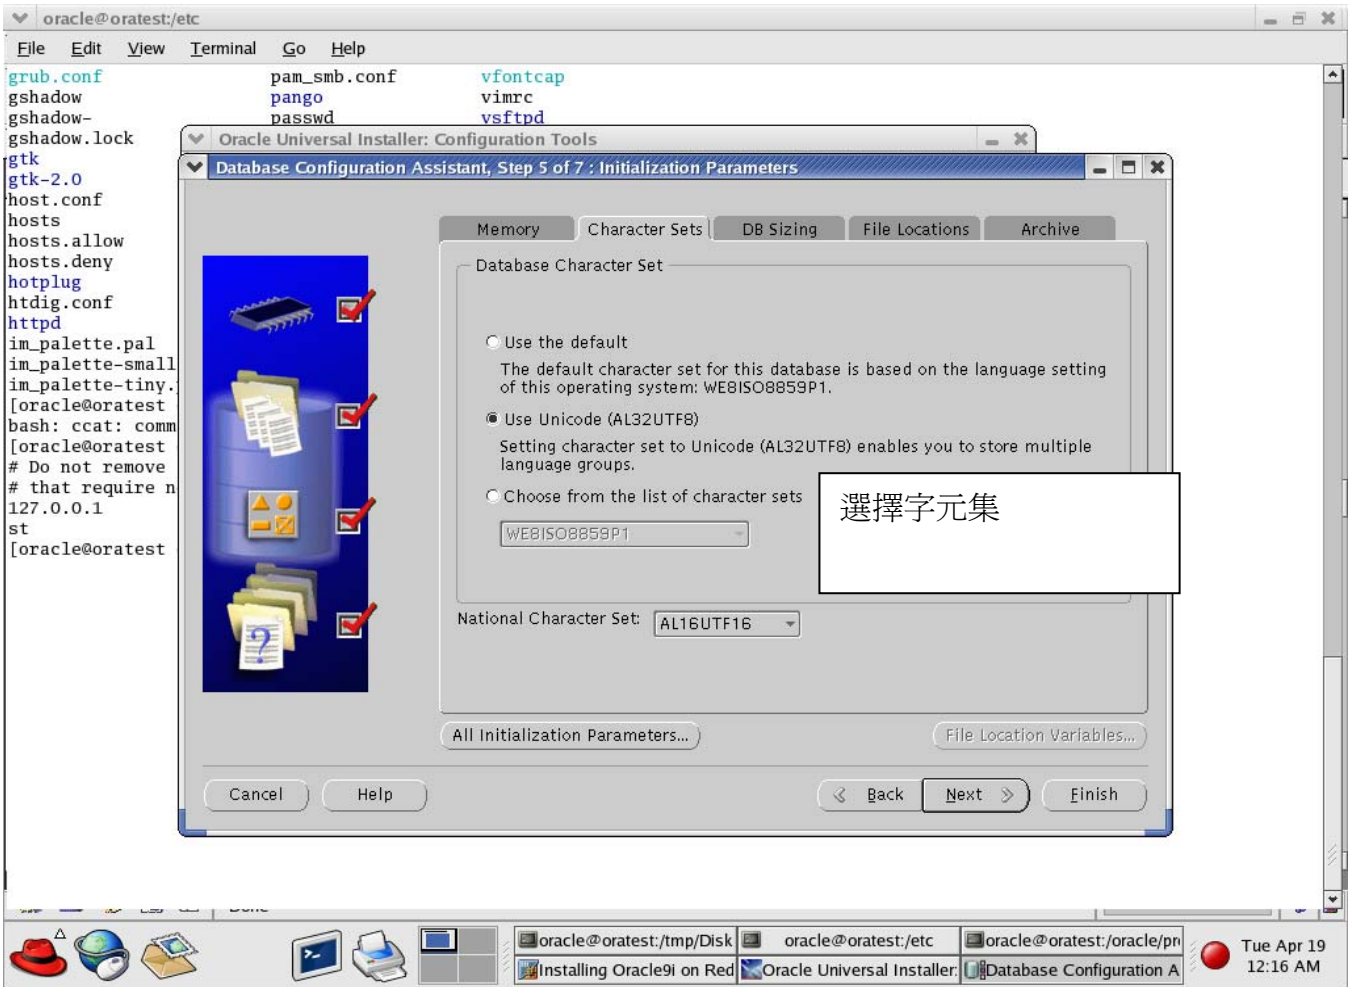 oracle@oratest:/etc
File Edit View Terminal Go Help
grub.conf pam_smb.conf vfontcap
gshadow pango vimrc
gshadow- passwd vsftpd
gshadow.lock
gtk
gtk-2.0
host.conf
hosts
hosts.allow
hosts.deny
hotplug
htdig.conf
httpd
im_palette.pal
im_palette-small
im_palette-tiny.
[oracle@oratest
bash: ccat: comm
[oracle@oratest
# Do not remove
# that require n
127.0.0.1
st
[oracle@oratest
Oracle Universal Installer: Configuration Tools
Database Configuration Assistant, Step 5 of 7 : Initialization Parameters
Memory Character Sets DB Sizing File Locations Archive
Database Character Set
Use the default
The default character set for this database is based on the language setting
of this operating system: WE8ISO8859P1.
Use Unicode (AL32UTF8)
Setting character set to Unicode (AL32UTF8) enables you to store multiple
language groups.
Choose from the list of character sets
WE8ISO8859P1
選擇字元集
National Character Set: AL16UTF16
All Initialization Parameters... File Location Variables...
Cancel Help Back Next Finish
oracle@oratest:/tmp/Disk oracle@oratest:/etc oracle@oratest:/oracle/pro
Installing Oracle9i on Red Oracle Universal Installer: Database Configuration A
Tue Apr 19
12:16 AM